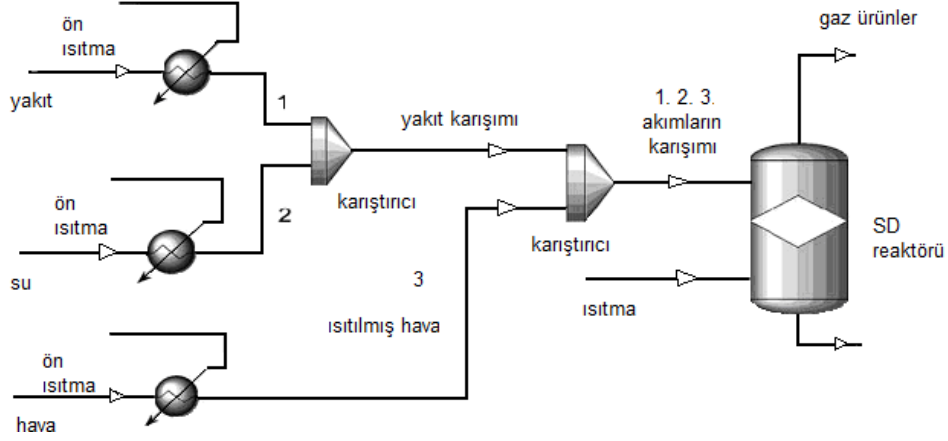 ön
ısıtma
yakıt
1
ön
ısıtma
su
2
karıştırıcı
yakıt karışımı
ön
ısıtma
hava
3
ısıtılmış hava
karıştırıcı
1. 2. 3.
akımların
karışımı
ısıtma
gaz ürünler
SD
reaktörü